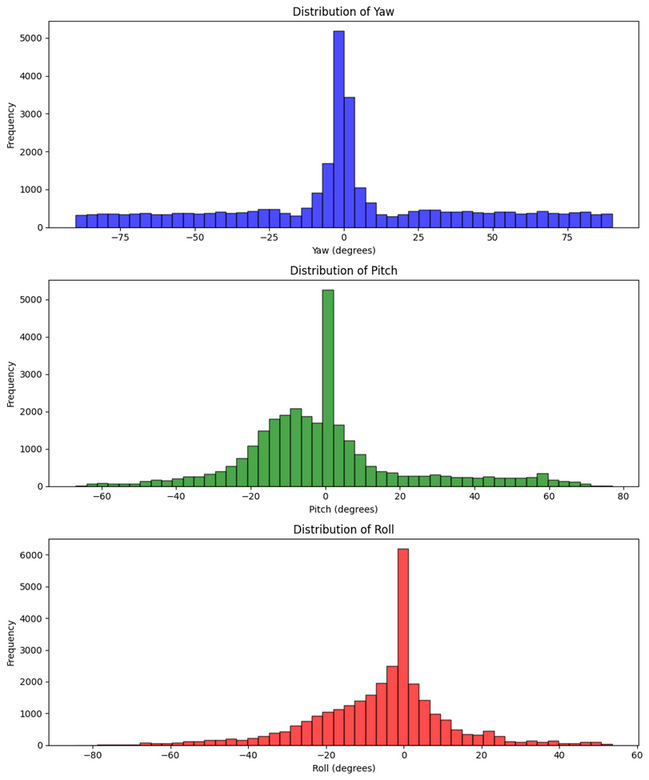 Distribution of Yaw
5000
4000
3000
2000
1000
0
Frequency
−75 −50 −25 0 25 50 75
Yaw (degrees)
Distribution of Pitch
5000
4000
3000
2000
1000
0
Frequency
−60 −40 −20 0 20 40 60 80
Pitch (degrees)
Distribution of Roll
6000
5000
4000
3000
2000
1000
0
Frequency
−80 −60 −40 −20 0 20 40 60
Roll (degrees)